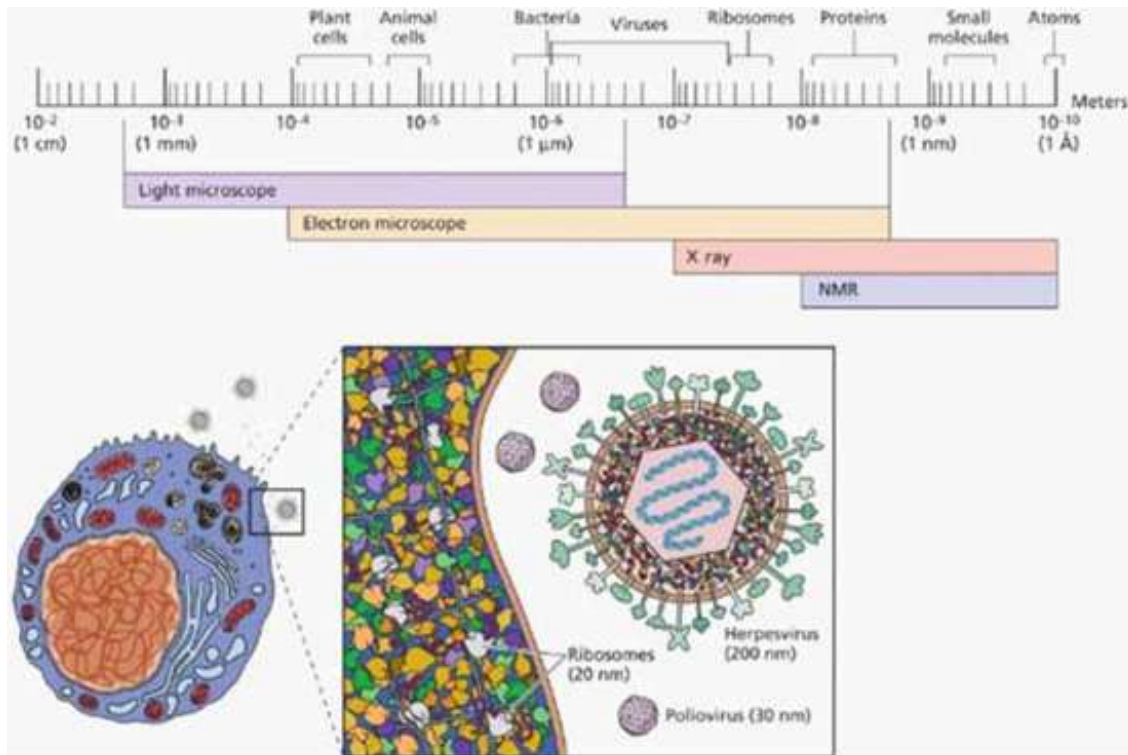 Plant
cells
Animal
cells
Bacteria
Viruses
Ribosomes
Proteins
Small
molecules
Atoms
Meters
10-2
(1 cm)
10-3
(1 mm)
10-4
10-5
10-6
(1 µm)
10-7
10-8
10-9
(1 nm)
10-10
(1 Å)
Light microscope
Electron microscope
X ray
NMR
Herpesvirus
(200 nm)
Ribosomes
(20 nm)
Poliovirus (30 nm)